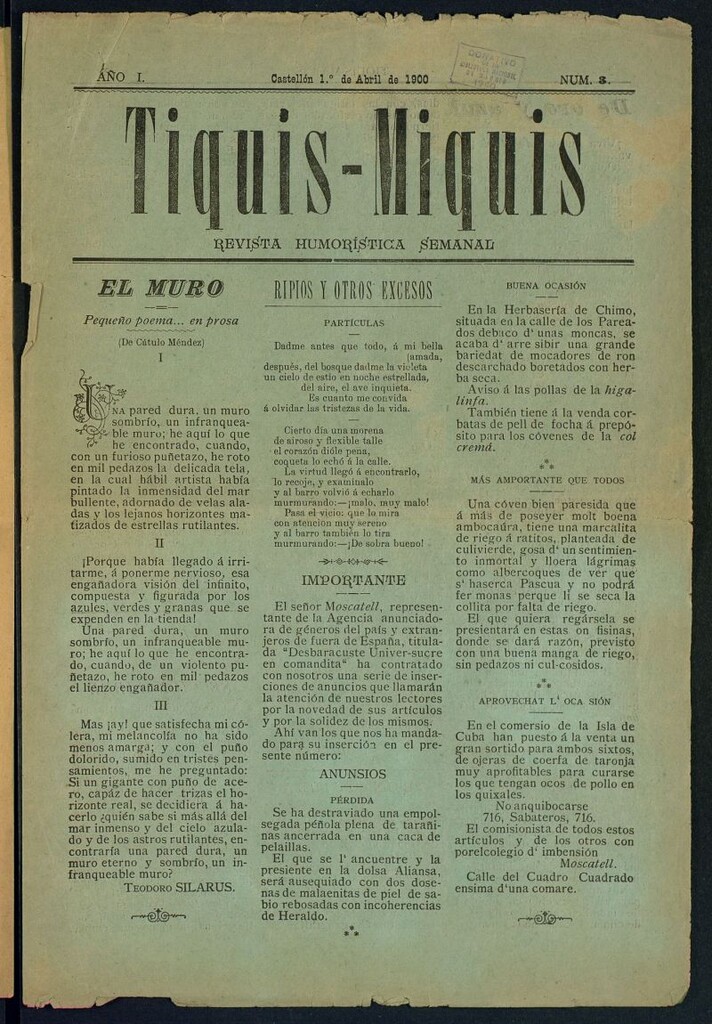 AÑO I.
Castellón 1.º de Abril de 1900
NUM. 3.
Tiquis-Miquis
REVISTA HUMORÍSTICA SEMANAL
EL MURO
Pequeño poema... en prosa
(De Cátulo Méndez)
I
UNA pared dura, un muro
sombrío, un infranquea-
ble muro; he aquí lo que
he encontrado, cuando,
con un furioso puñetazo, he roto
en mil pedazos la delicada tela,
en la cual hábil artista había
pintado la inmensidad del mar
bullente, adornado de velas ala-
das y los lejanos horizontes ma-
tizados de estrellas rutilantes.
II
¡Porque había llegado á irri-
tarme, á ponerme nervioso, esa
engañadora visión del infinito,
compuesta y figurada por los
azules, verdes y granas que se
expenden en la tienda!
Una pared dura, un muro
sombrío, un infranqueable mu-
ro; he aquí lo que he encontra-
do, cuando, de un violento pu-
ñetazo, he roto en mil pedazos
el lienzo engañador.
III
Mas ¡ay! que satisfecha mi có-
lera, mi melancolía no ha sido
menos amarga; y con el puño
dolorido, sumido en tristes pen-
samientos, me he preguntado:
Si un gigante con puño de ace-
ro, capáz de hacer trizas el ho-
rizonte real, se decidiera á ha-
cerlo ¿quién sabe si más allá del
mar inmenso y del cielo azula-
do y de los astros rutilantes, en-
contraría una pared dura, un
muro eterno y sombrío, un in-
franqueable muro?
TEODORO SILARUS.
RIPIOS Y OTROS EXCESOS
PARTÍCULAS
Dadme antes que todo, á mi bella
(amada,
después, del bosque dadme la violeta
un cielo de estío en noche estrellada,
del aire, el ave inquieta.
Es cuanto me convida
á olvidar las tristezas de la vida.
Cierto día una morena
de airoso y flexible talle
el corazón dióle pena,
coqueta lo echó á la calle.
La virtud llegó á encontrarlo,
lo recoje, y examínalo
y al barro volvió á echarlo
murmurando:—¡malo, muy malo!
Pasa el vicio: que lo mira
con atención muy sereno
y al barro también lo tira
murmurando:—¡De sobra bueno!
IMPORTANTE
El señor Moscatell, represen-
tante de la Agencia anunciado-
ra de géneros del país y extran-
jeros de fuera de España, titula-
da "Desbaracuste Univer-sucre
en comandita" ha contratado
con nosotros una série de inser-
ciones de anuncios que llamarán
la atención de nuestros lectores
por la novedad de sus artículos
y por la solidez de los mismos.
Ahí van los que nos ha manda-
do para su inserción en el pre-
sente número:
ANUNSIOS
PÉRDIDA
Se ha destraviado una empol-
segada péñola plena de tarañi-
nas ancerrada en una caca de
pelaillas.
El que se l' ancuentre y la
presiente en la dolsa Aliansa,
será ausequiado con dos dose-
nas de malaenitas de piel de sa-
bio rebosadas con incoherencias
de Heraldo.
BUENA OCASIÓN
En la Herbasería de Chimo,
situada en la calle de los Parea-
dos debaco d' unas moncas, se
acaba d' arre sibir una grande
bariedat de mocadores de ron
descarchado boretados con her-
ba seca.
Aviso á las pollas de la higa-
linfa.
También tiene á la venda cor-
batas de pell de focha á prepó-
sito para los cóvenes de la col
cremá.
MÁS AMPORTANTE QUE TODOS
Una cóven bien paresida que
á más de poseyer molt buena
ambocaúra, tiene una marcalita
de riego á ratitos, planteada de
culivierde, gosa d' un sentimien-
to inmortal y lloera lágrimas
como albercoques de ver que
s' haserca Pascua y no podrá
fer monas perque li se seca la
collita por falta de riego.
El que quiera regársela se
presientará en estas on fisinas,
donde se dará razón, previsto
con una buena manga de riego,
sin pedazos ni cul-cosidos.
APROVECHAT L' OCA SIÓN
En el comersio de la Isla de
Cuba han puesto á la venta un
gran sortido para ambos sixtos,
de ojeras de coerfa de taronja
muy aprofitables para curarse
los que tengan ocos de pollo en
los quixales.
No anquibocarse
716, Sabateros, 716.
El comisionista de todos estos
artículos y de los otros con
porelcolegio d' imbensión
Moscatell.
Calle del Cuadro Cuadrado
ensima d'una comare.